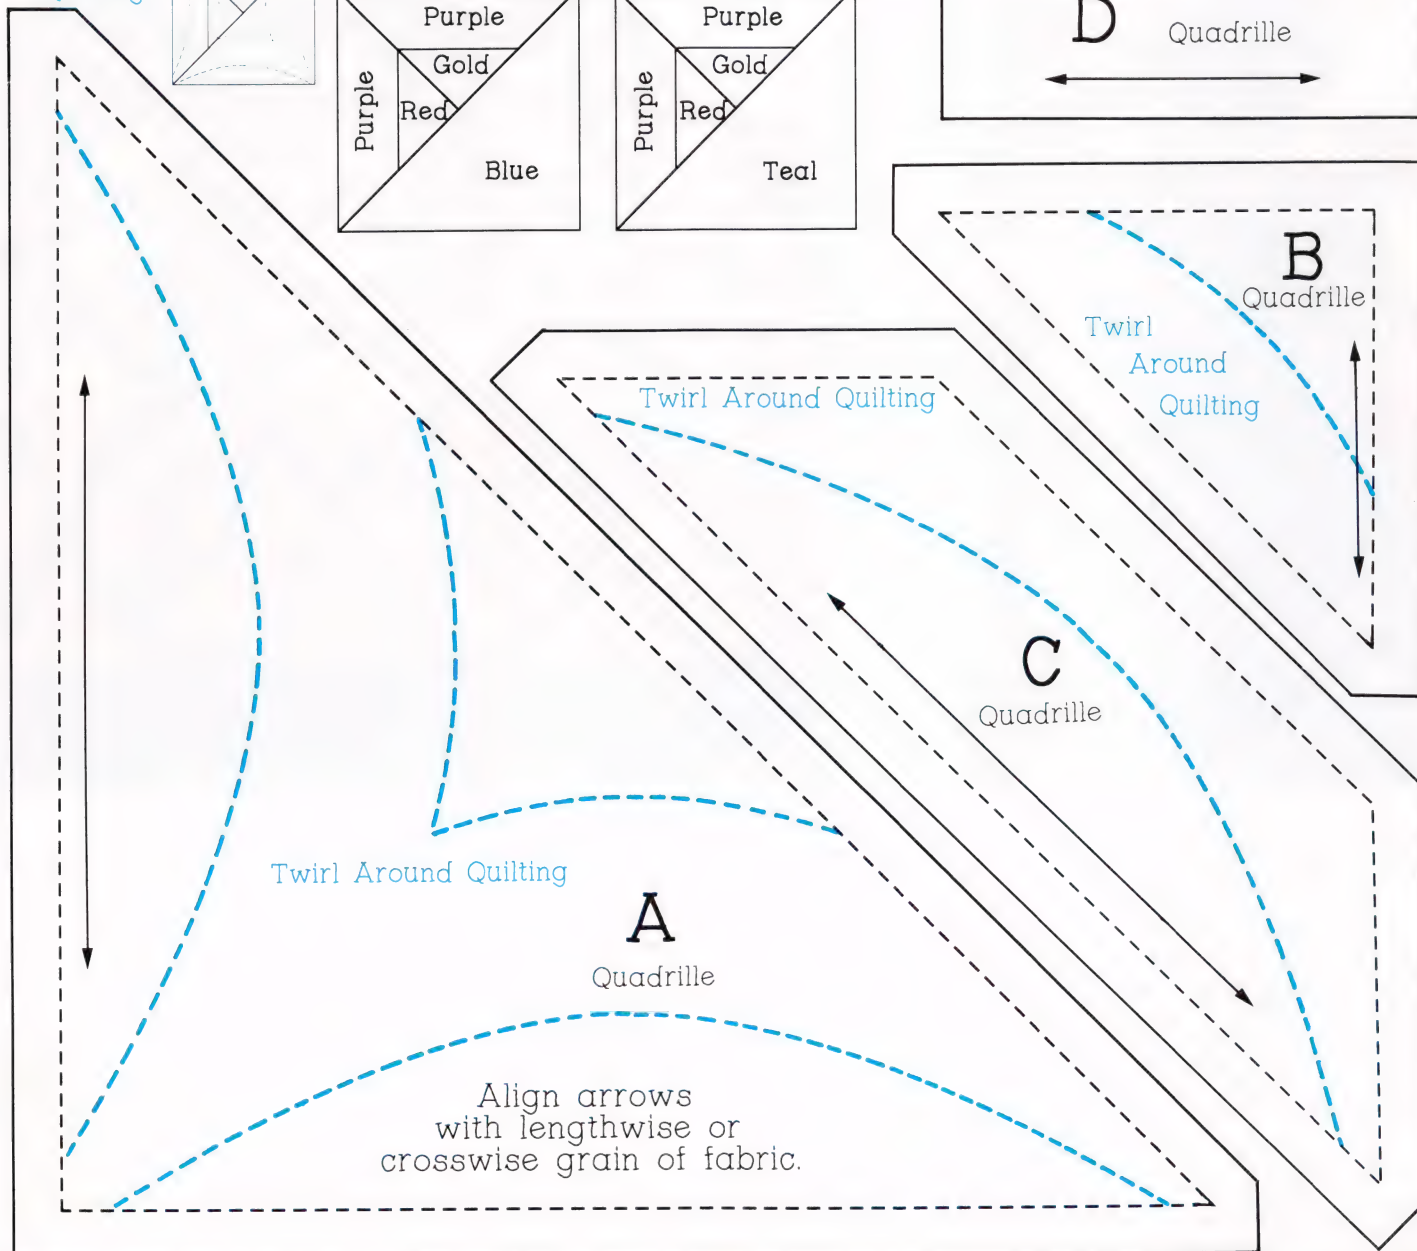 Purple
Gold
Purple
Red
Blue
Purple
Gold
Purple
Red
Teal
D
Quadrille
B
Quadrille
Twirl
Around
Quilting
Twirl Around Quilting
C
Quadrille
Twirl Around Quilting
A
Quadrille
Align arrows
with lengthwise or
crosswise grain of fabric.